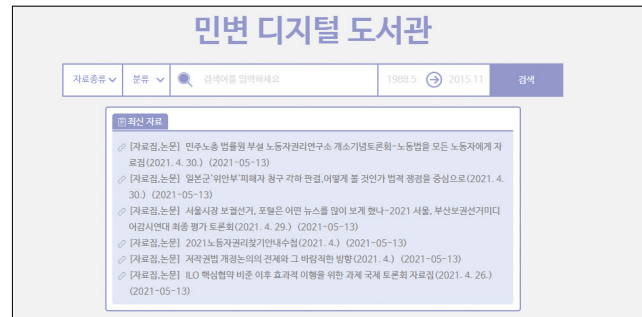 민변 디지털 도서관
자료종류 분류 검색어를 입력하세요 1988.5 2015.11 검색
최신 자료
[자료집,논문] 민주노총 법률원 부설 노동자권리연구소 개소기념토론회-노동법을 모든 노동자에게 자
료집(2021. 4. 30.) (2021-05-13)
[자료집,논문] 일본군'위안부'피해자 청구 각하 판결,어떻게 볼 것인가 법적 쟁점을 중심으로(2021. 4.
30.) (2021-05-13)
[자료집,논문] 서울시장 보궐선거, 포털은 어떤 뉴스를 많이 보게 했나-2021 서울, 부산보권선거미디
어감시연대 최종 평가 토론회(2021. 4. 29.) (2021-05-13)
[자료집,논문] 2021노동자권리찾기안내수첩(2021. 4.) (2021-05-13)
[자료집,논문] 저작권법 개정논의의 전제와 그 바람직한 방향(2021. 4.) (2021-05-13)
[자료집,논문] ILO 핵심협약 비준 이후 효과적 이행을 위한 과제 국제 토론회 자료집(2021. 4. 26.)
(2021-05-13)